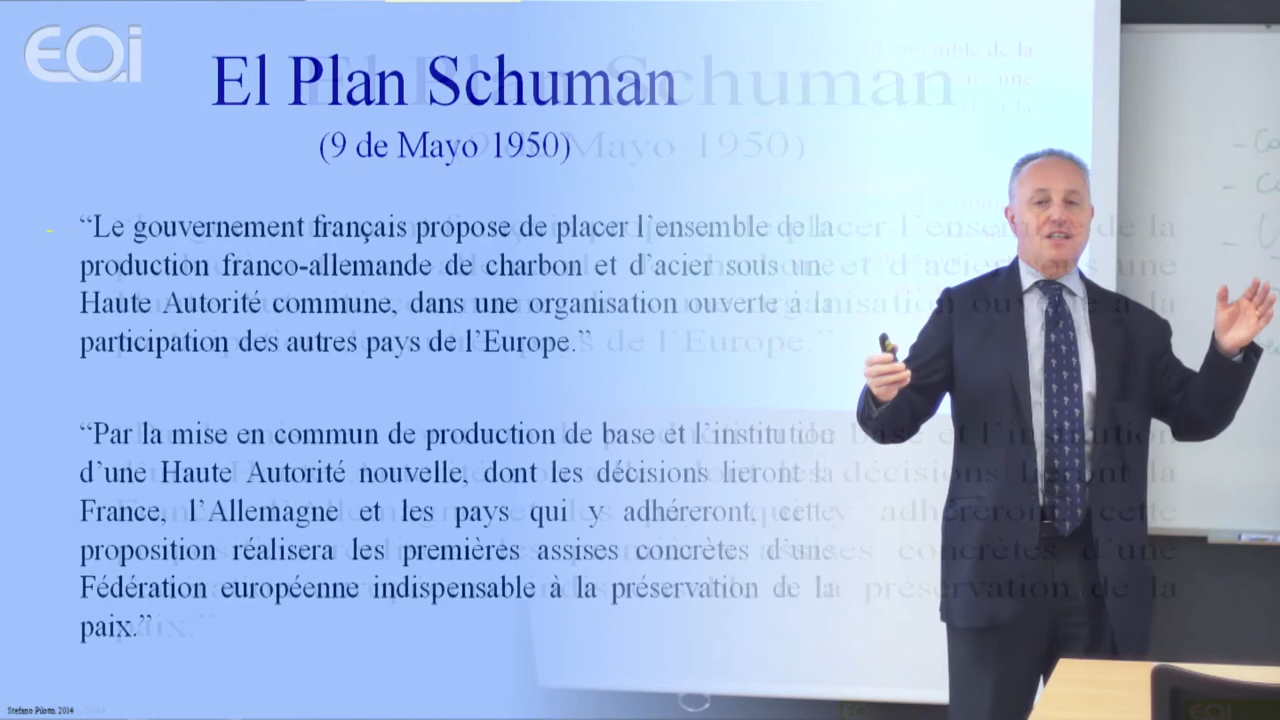 EOi
El Plan Schuman
(9 de Mayo 1950)
“Le gouvernement français propose de placer l’ensemble de la
production franco-allemande de charbon et d’acier sous une
Haute Autorité commune, dans une organisation ouverte à la
participation des autres pays de l’Europe.”
“Par la mise en commun de production de base et l’institution
d’une Haute Autorité nouvelle, dont les décisions lieront la
France, l’Allemagne et les pays qui y adhéreront, cette
proposition réalisera les premières assises concrètes d’une
Fédération européenne indispensable à la préservation de la
paix.”
Stefano Pilotto, 2014